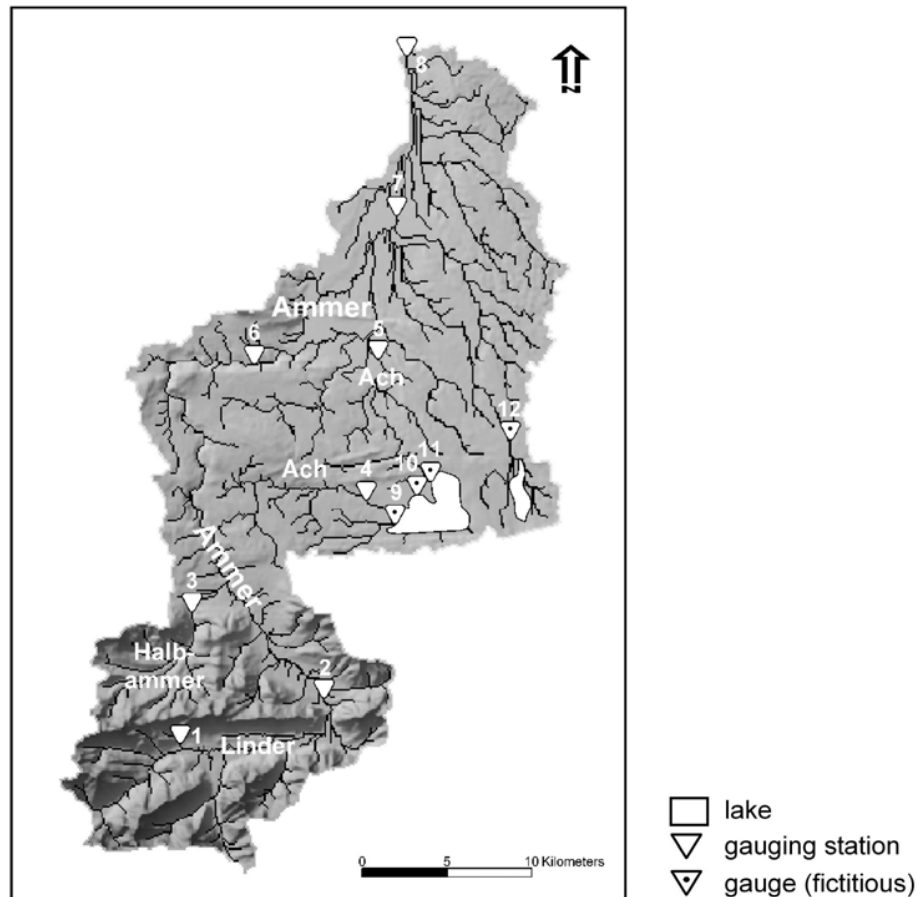 8
N
7
Ammer
6
5
Ach
12
11
10
Ach
4
9
Ammer
3
Halb-
ammer
2
1
Linder
0 5 10 Kilometers
lake
gauging station
gauge (fictitious)